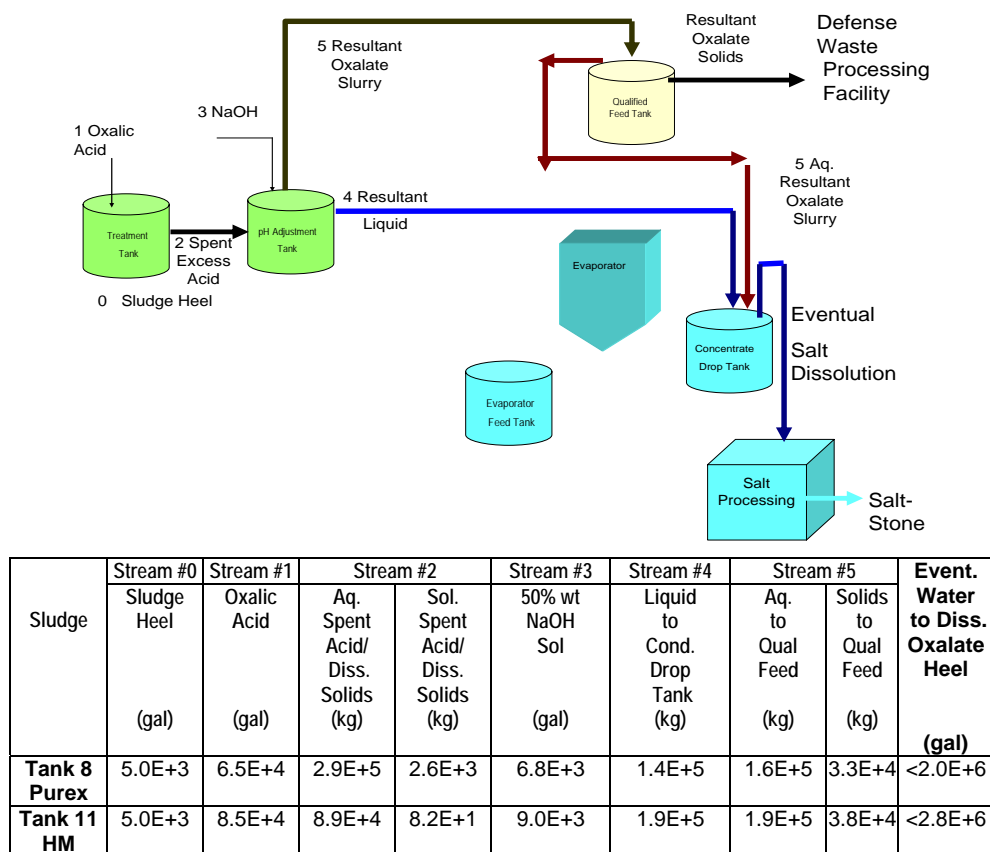 5 Resultant
Oxalate
Slurry
Resultant
Oxalate
Solids
Defense
Waste
Processing
Facility
Qualified
Feed Tank
3 NaOH
1 Oxalic
Acid
5 Aq.
Resultant
Oxalate
Slurry
4 Resultant
Liquid
Treatment
Tank
pH Adjustment
Tank
2 Spent
Excess
Acid
0 Sludge Heel
Evaporator
Eventual
Salt
Dissolution
Concentrate
Drop Tank
Evaporator
Feed Tank
Salt
Processing
Salt-
Stone
Sludge
Stream #0 Stream #1 Stream #2 Stream #3 Stream #4 Stream #5
Sludge
Heel
(gal)
Oxalic
Acid
(gal)
Aq.
Spent
Acid/
Diss.
Solids
(kg)
Sol.
Spent
Acid/
Diss.
Solids
(kg)
50% wt
NaOH
Sol
(gal)
Liquid
to
Cond.
Drop
Tank
(kg)
Aq.
to
Qual
Feed
(kg)
Solids
to
Qual
Feed
(kg)
Event.
Water
to Diss.
Oxalate
Heel
(gal)
Tank 8
Purex
5.0E+3 6.5E+4 2.9E+5 2.6E+3 6.8E+3 1.4E+5 1.6E+5 3.3E+4 <2.0E+6
Tank 11
HM
5.0E+3 8.5E+4 8.9E+4 8.2E+1 9.0E+3 1.9E+5 1.9E+5 3.8E+4 <2.8E+6